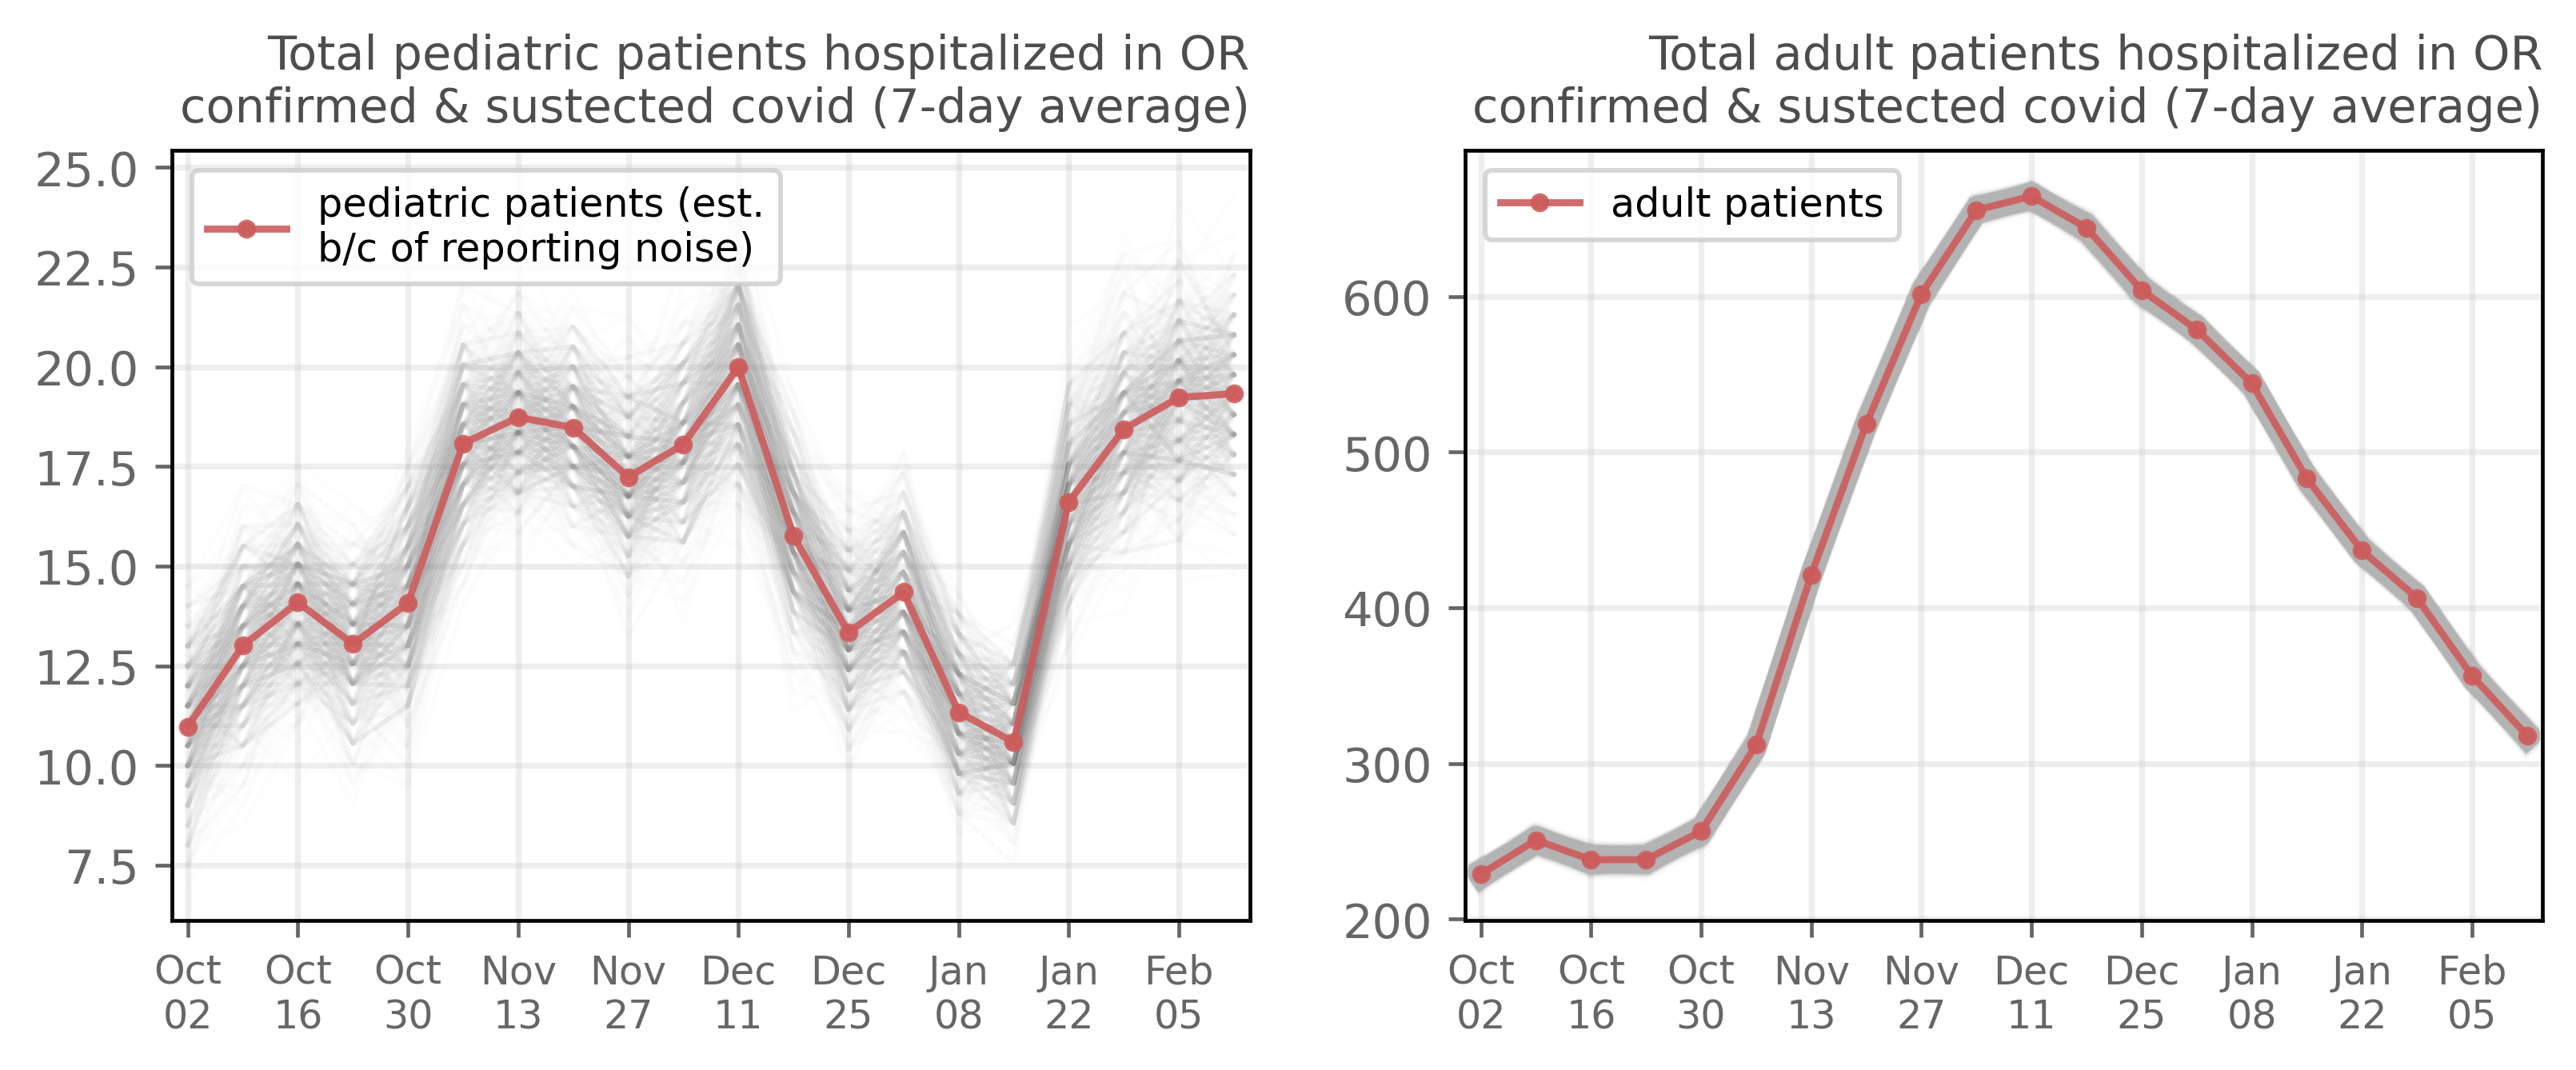 Total pediatric patients hospitalized in OR
confirmed & sustected covid (7-day average)
25.0
22.5
20.0
17.5
15.0
12.5
10.0
7.5
pediatric patients (est.
b/c of reporting noise)
Oct Oct Oct Nov Nov Dec Dec Jan Jan Feb
02 16 30 13 27 11 25 08 22 05
Total adult patients hospitalized in OR
confirmed & sustected covid (7-day average)
600
500
400
300
200
adult patients
Oct Oct Oct Nov Nov Dec Dec Jan Jan Feb
02 16 30 13 27 11 25 08 22 05